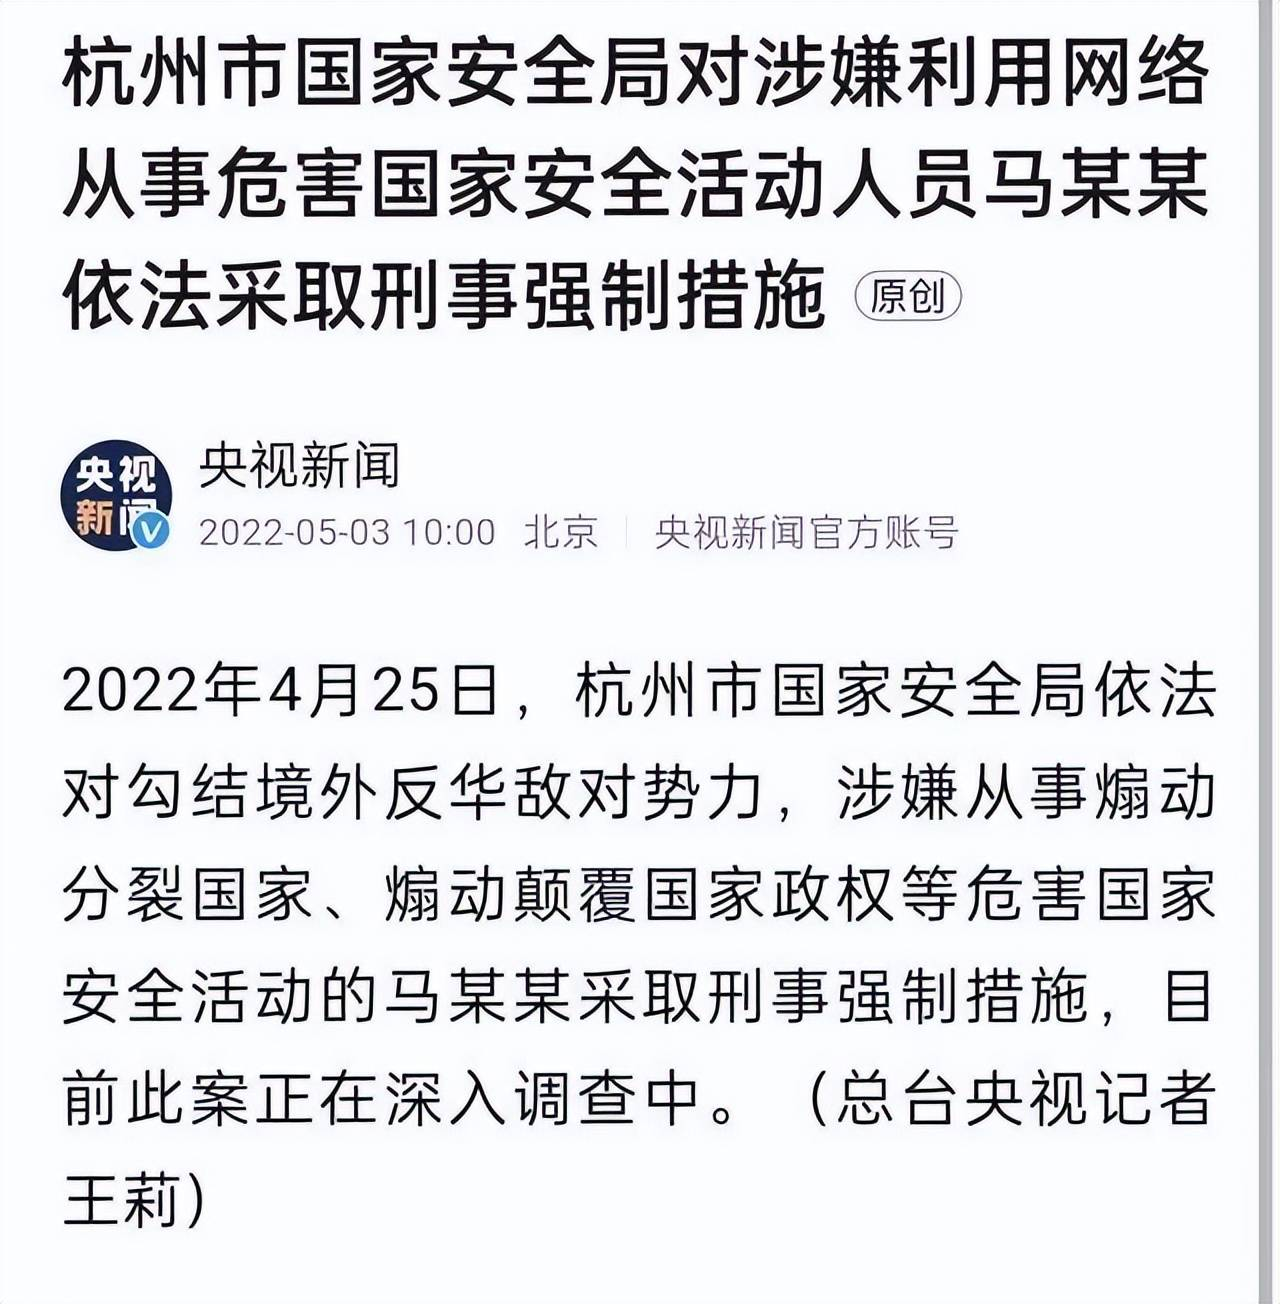 杭州市国家安全局对涉嫌利用网络
从事危害国家安全活动人员马某某
依法采取刑事强制措施 原创
央视
新闻
央视新闻
2022-05-03 10:00 北京 央视新闻官方账号
2022年4月25日，杭州市国家安全局依法
对勾结境外反华敌对势力，涉嫌从事煽动
分裂国家、煽动颠覆国家政权等危害国家
安全活动的马某某采取刑事强制措施，目
前此案正在深入调查中。（总台央视记者
王莉）